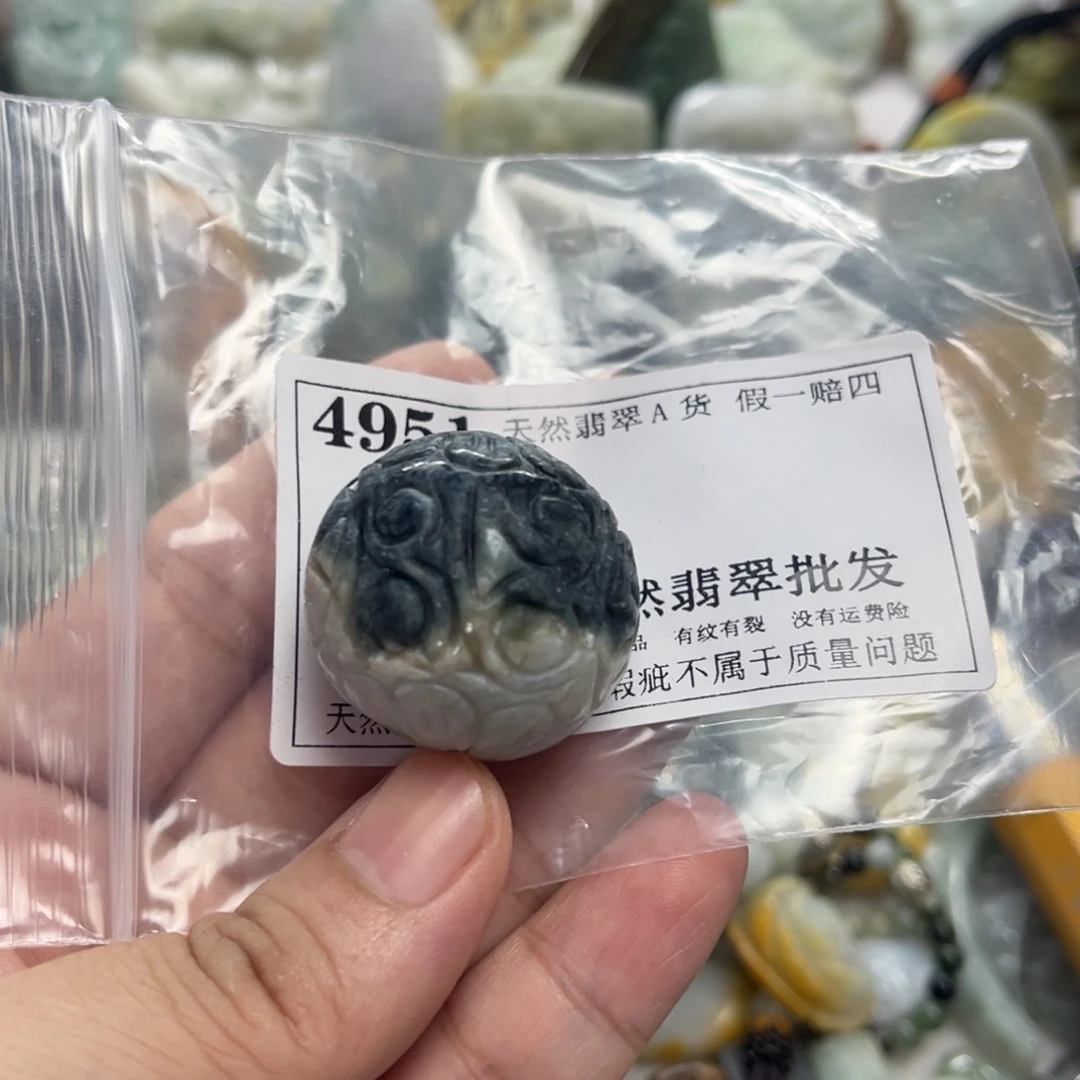 4951 天然翡翠A货 假一赔四
然翡翠批发
品 有纹有裂 没有运费险
天然
瑕疵不属于质量问题